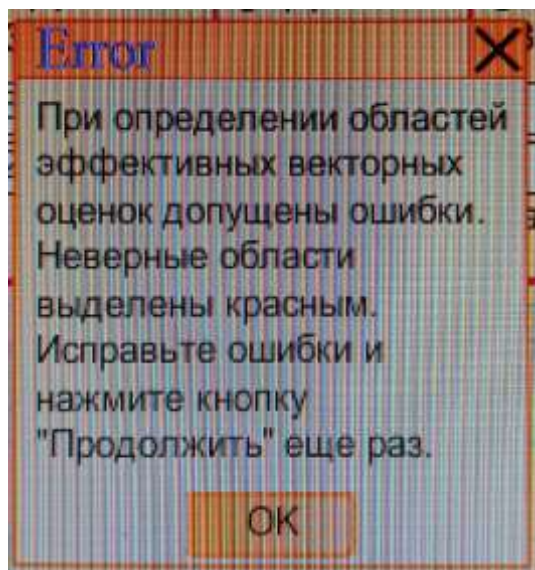 Error
При определении областей
эффективных векторных
оценок допущены ошибки.
Неверные области
выделены красным.
Исправьте ошибки и
нажмите кнопку
"Продолжить" еще раз.
OK